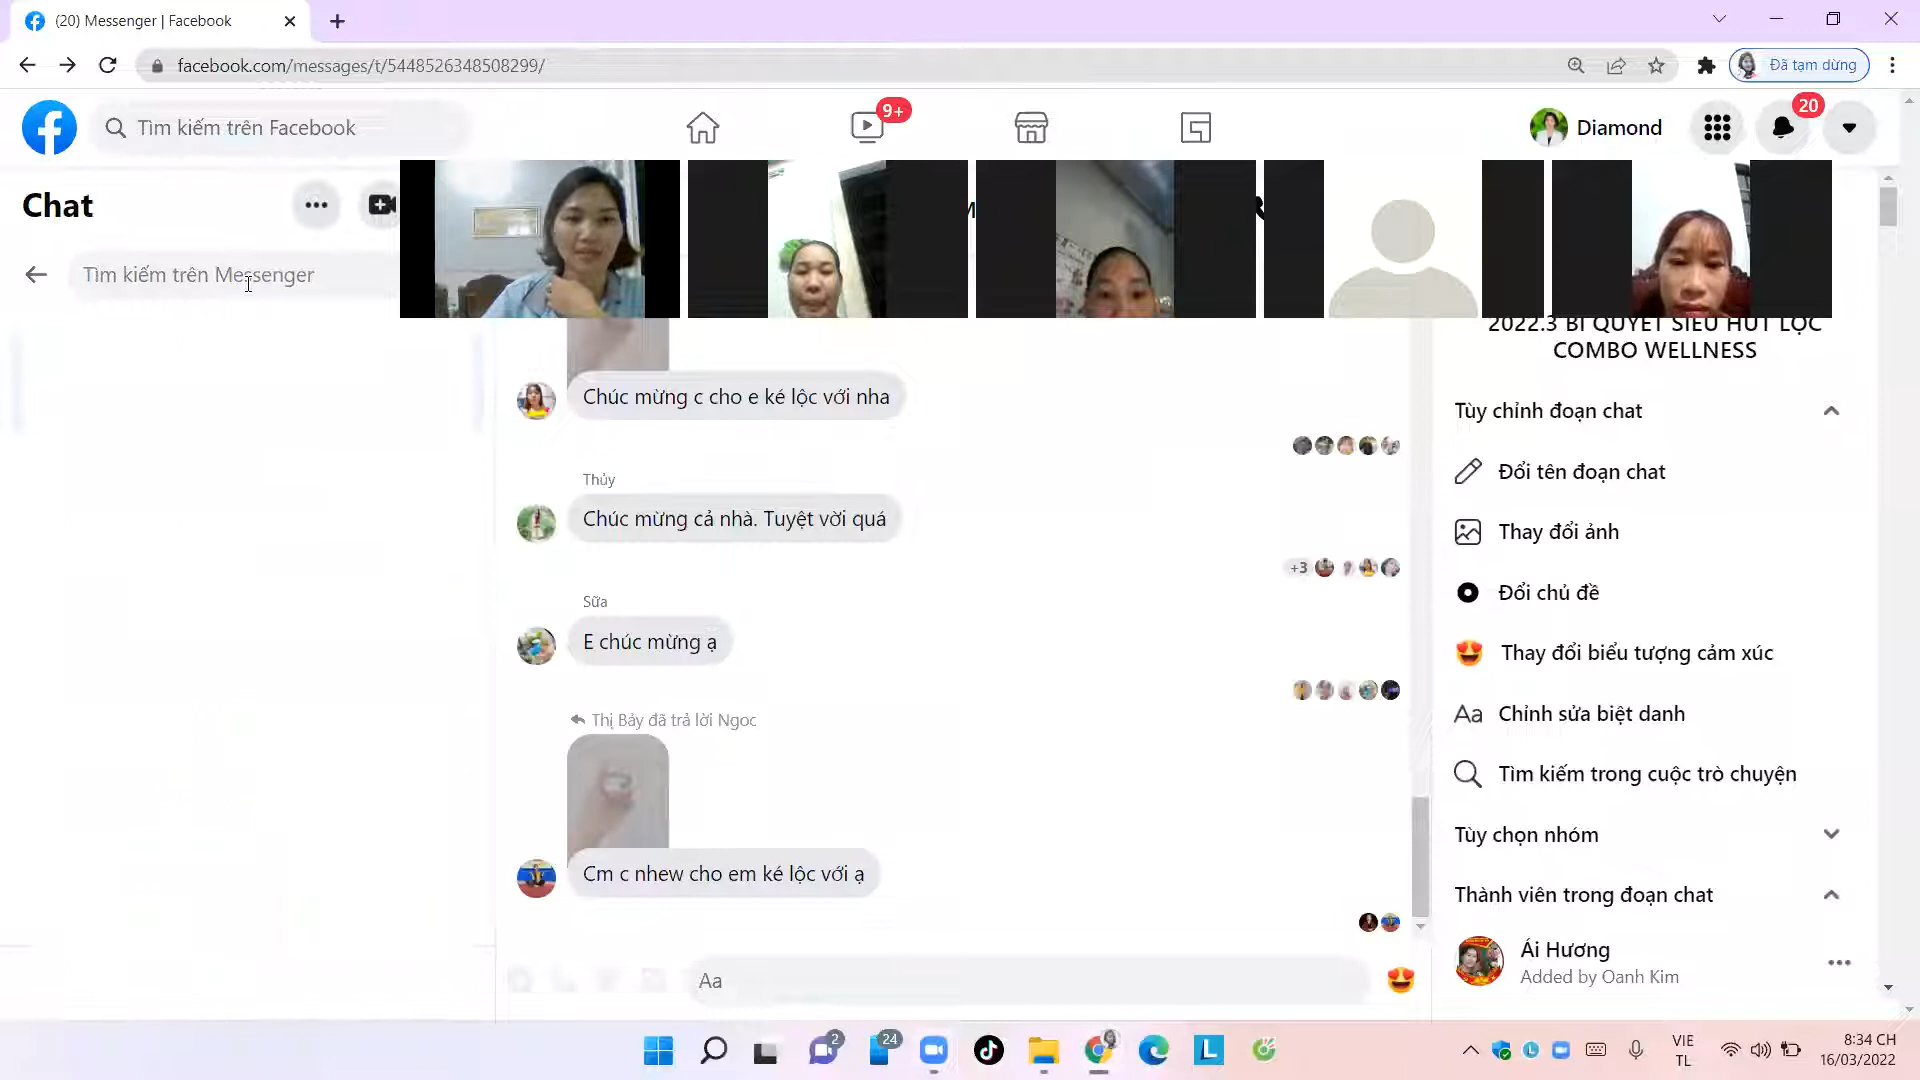 (20) Messenger | Facebook
facebook.com/messages/t/5448526348508299/
Đã tạm dừng
Tìm kiếm trên Facebook
9+
Diamond
20
Chat
Tìm kiếm trên Messenger
2022.3 BÍ QUYẾT SIÊU HÚT LỘC
COMBO WELLNESS
Chúc mừng c cho e ké lộc với nha
Thủy
Chúc mừng cả nhà. Tuyệt vời quá
+3
Sữa
E chúc mừng ạ
Thị Bảy đã trả lời Ngoc
Cm c nhew cho em ké lộc với ạ
Aa
Tùy chỉnh đoạn chat
Đổi tên đoạn chat
Thay đổi ảnh
Đổi chủ đề
Thay đổi biểu tượng cảm xúc
Aa Chỉnh sửa biệt danh
Tìm kiếm trong cuộc trò chuyện
Tùy chọn nhóm
Thành viên trong đoạn chat
Ái Hương
Added by Oanh Kim
2
24
L
VIE
TL
8:34 CH
16/03/2022